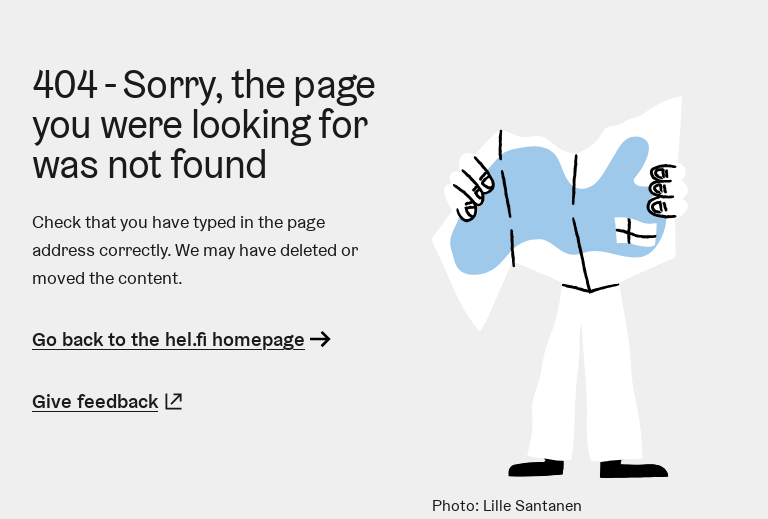 404 - Sorry, the page
you were looking for
was not found
Check that you have typed in the page
address correctly. We may have deleted or
moved the content.
Go back to the hel.fi homepage
Give feedback
Photo: Lille Santanen